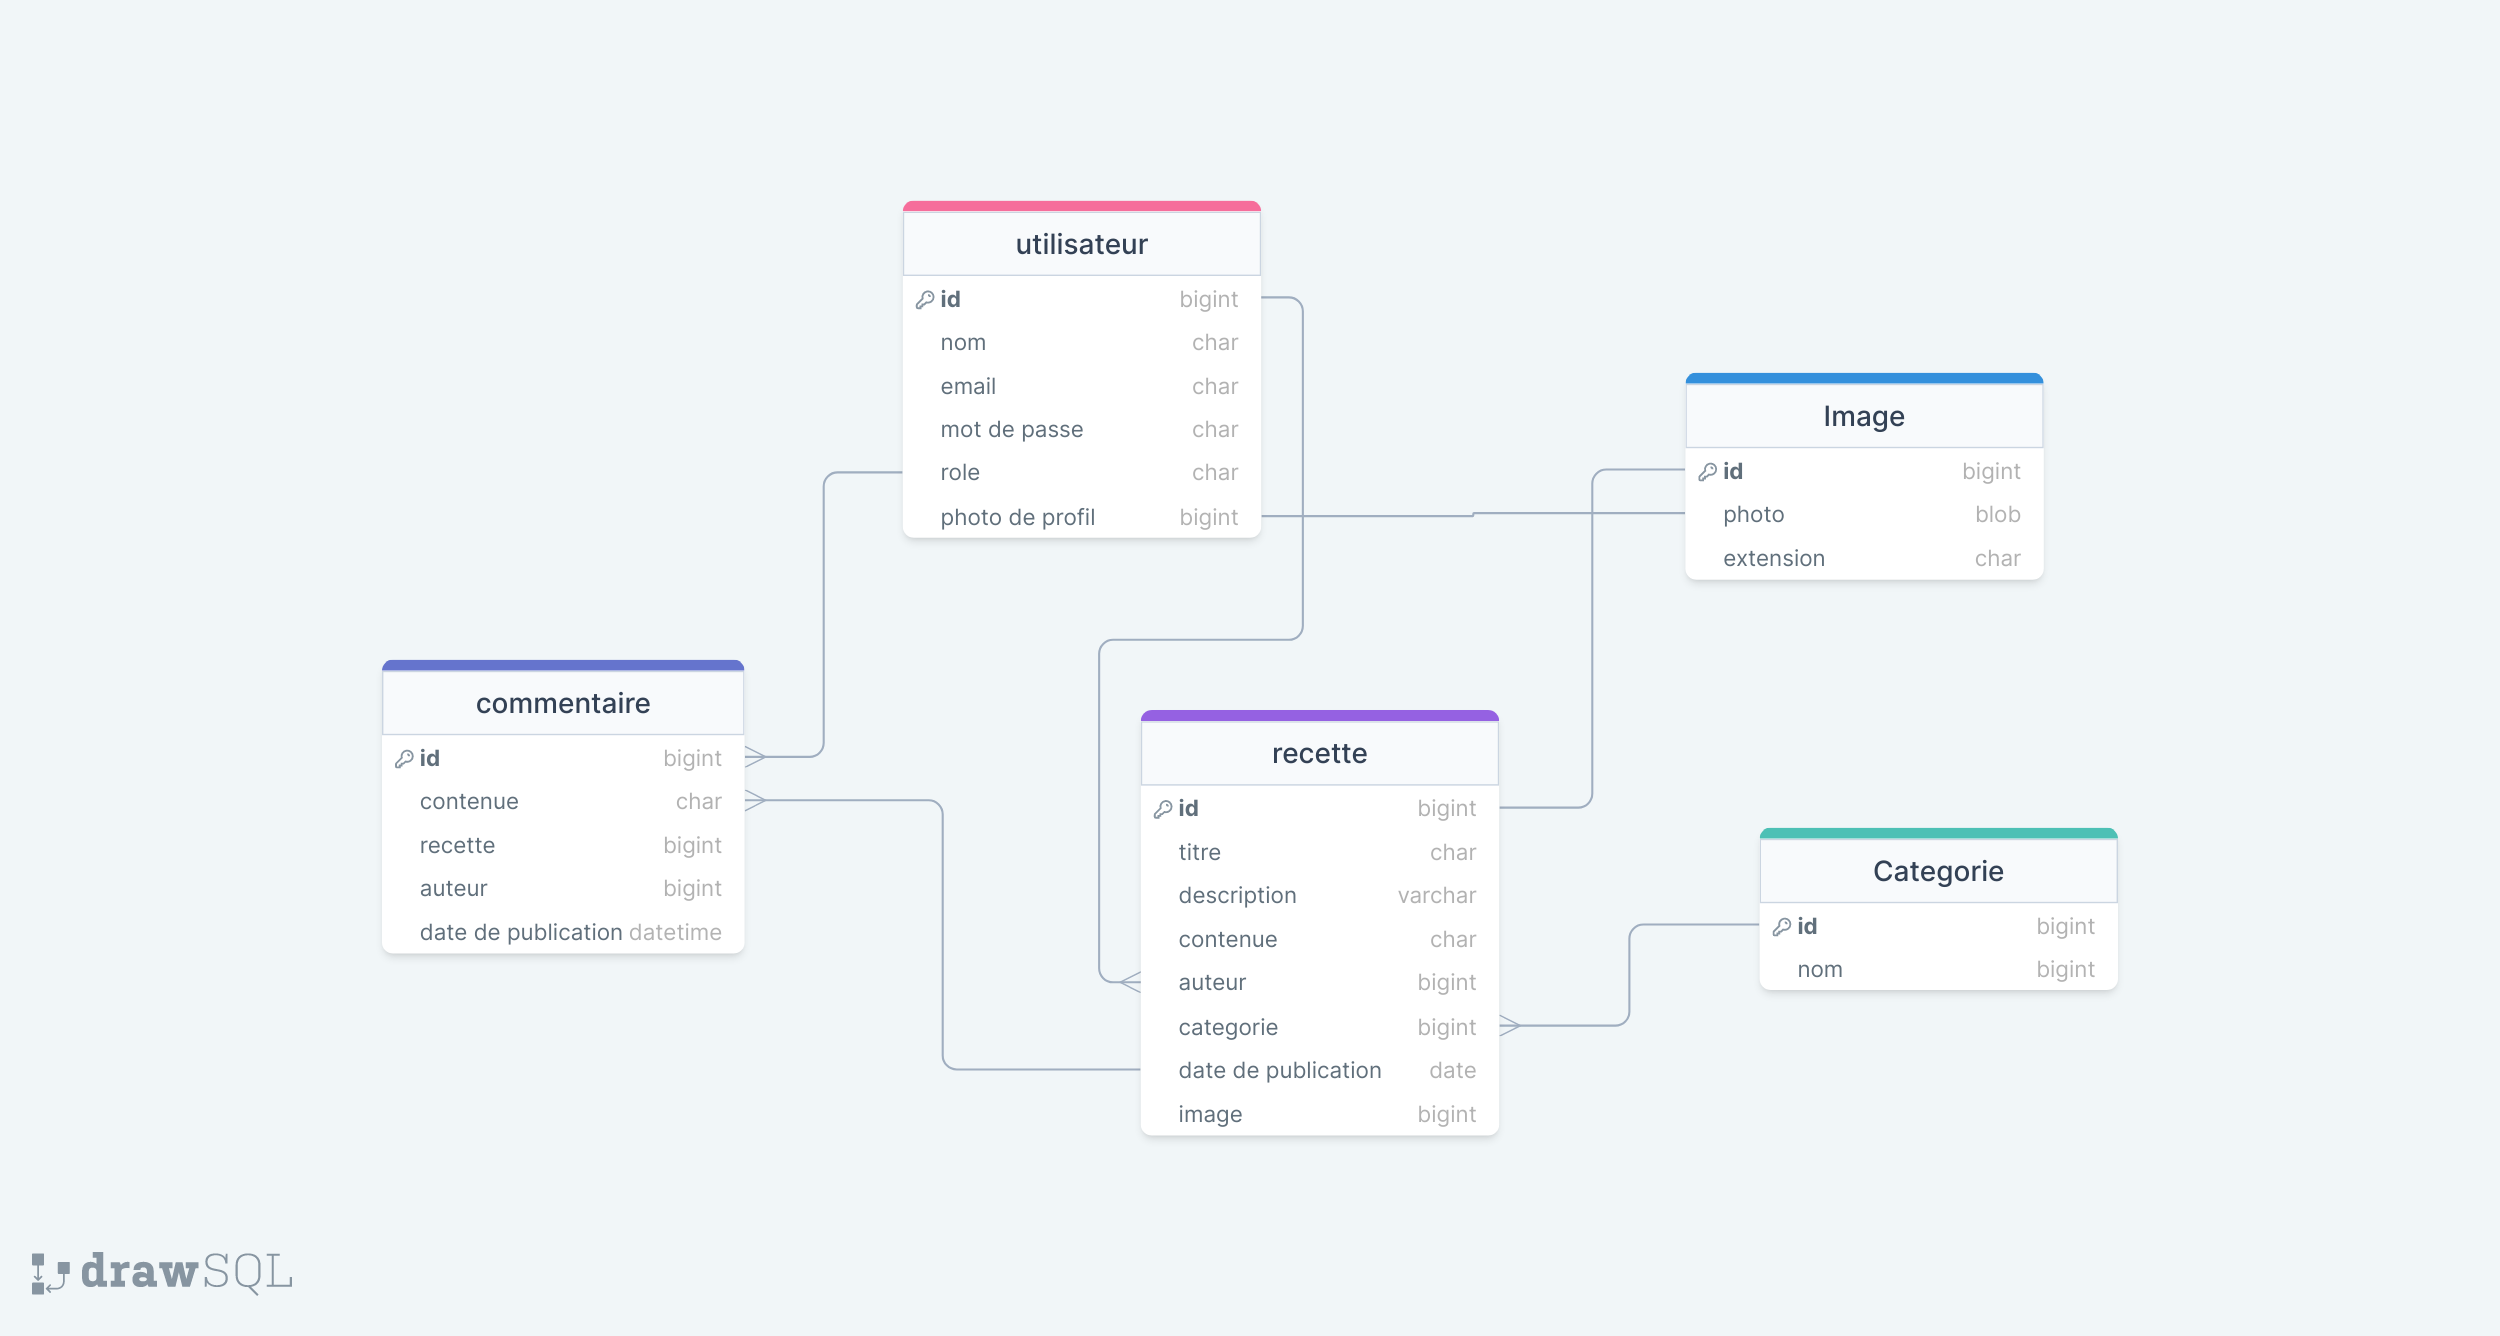 utilisateur
id bigint
nom char
email char
mot de passe char
role char
photo de profil bigint
Image
id bigint
photo blob
extension char
commentaire
id bigint
contenue char
recette bigint
auteur bigint
date de publication datetime
recette
id bigint
titre char
description varchar
contenue char
auteur bigint
categorie bigint
date de publication date
image bigint
Categorie
id bigint
nom bigint
drawSQL